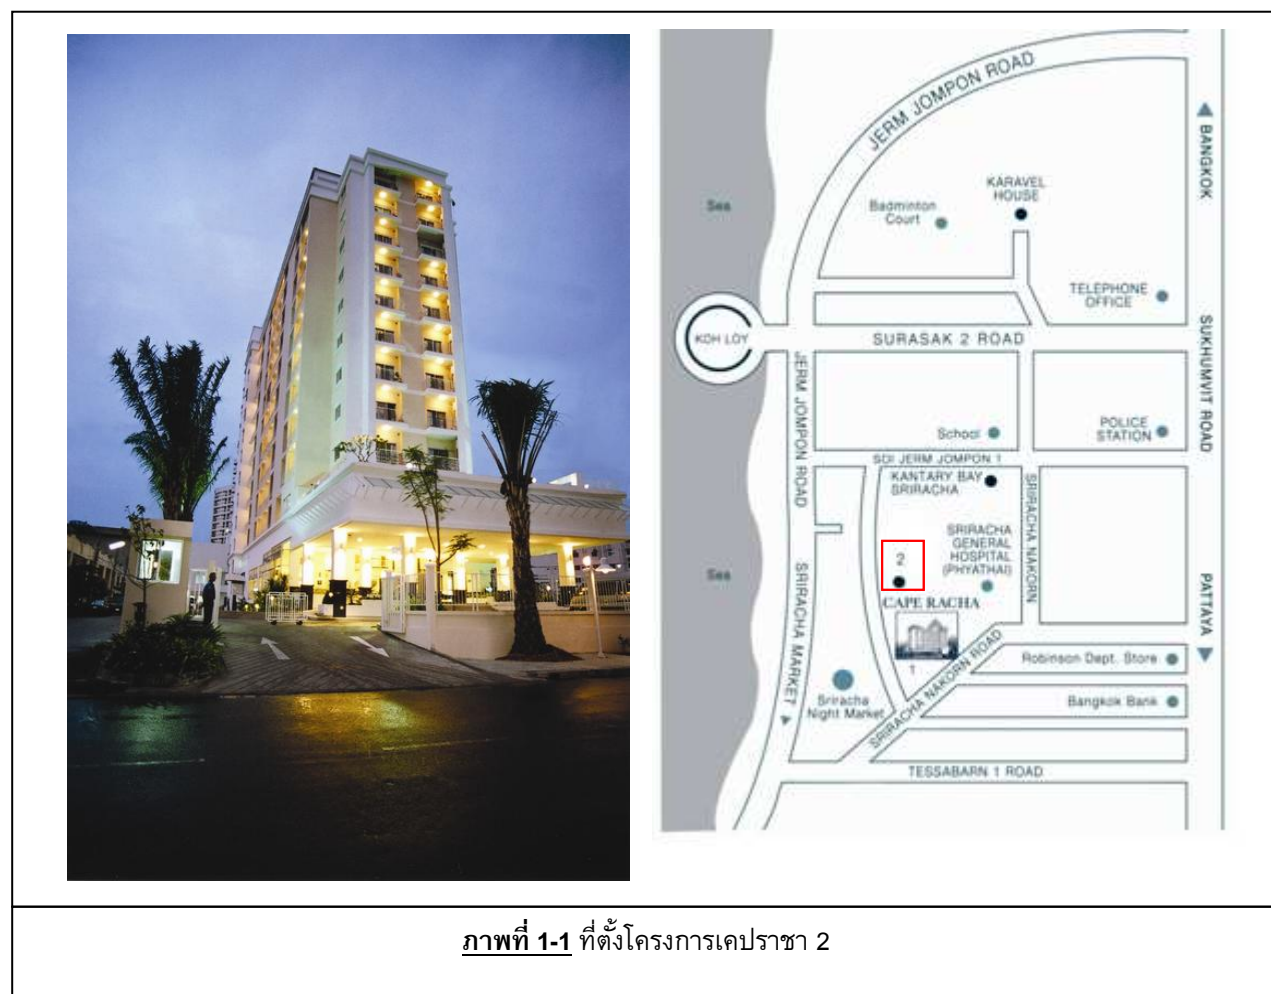 JERM JOMPON ROAD
BANGKOK
KARAVEL
HOUSE
Badminton
Court
Sea
TELEPHONE
OFFICE
KOH LOY
SURASAK 2 ROAD
SUKHUMVIT ROAD
JERM JOMPON ROAD
School
POLICE
STATION
SOI JERM JOMPON 1
KANTARY BAY
SRIRACHA
SRIRACHA NAKORN
SRIRACHA
GENERAL
HOSPITAL
(PHYATHAI)
2
Sea
CAPE RACHA
PATTAYA
SRIRACHA MARKET
1
Robinson Dept. Store
Sriracha
Night Market
SRIRACHA NAKORN ROAD
Bangkok Bank
TESSABARN 1 ROAD
ภาพที่ 1-1 ที่ตั้งโครงการเคปราชา 2